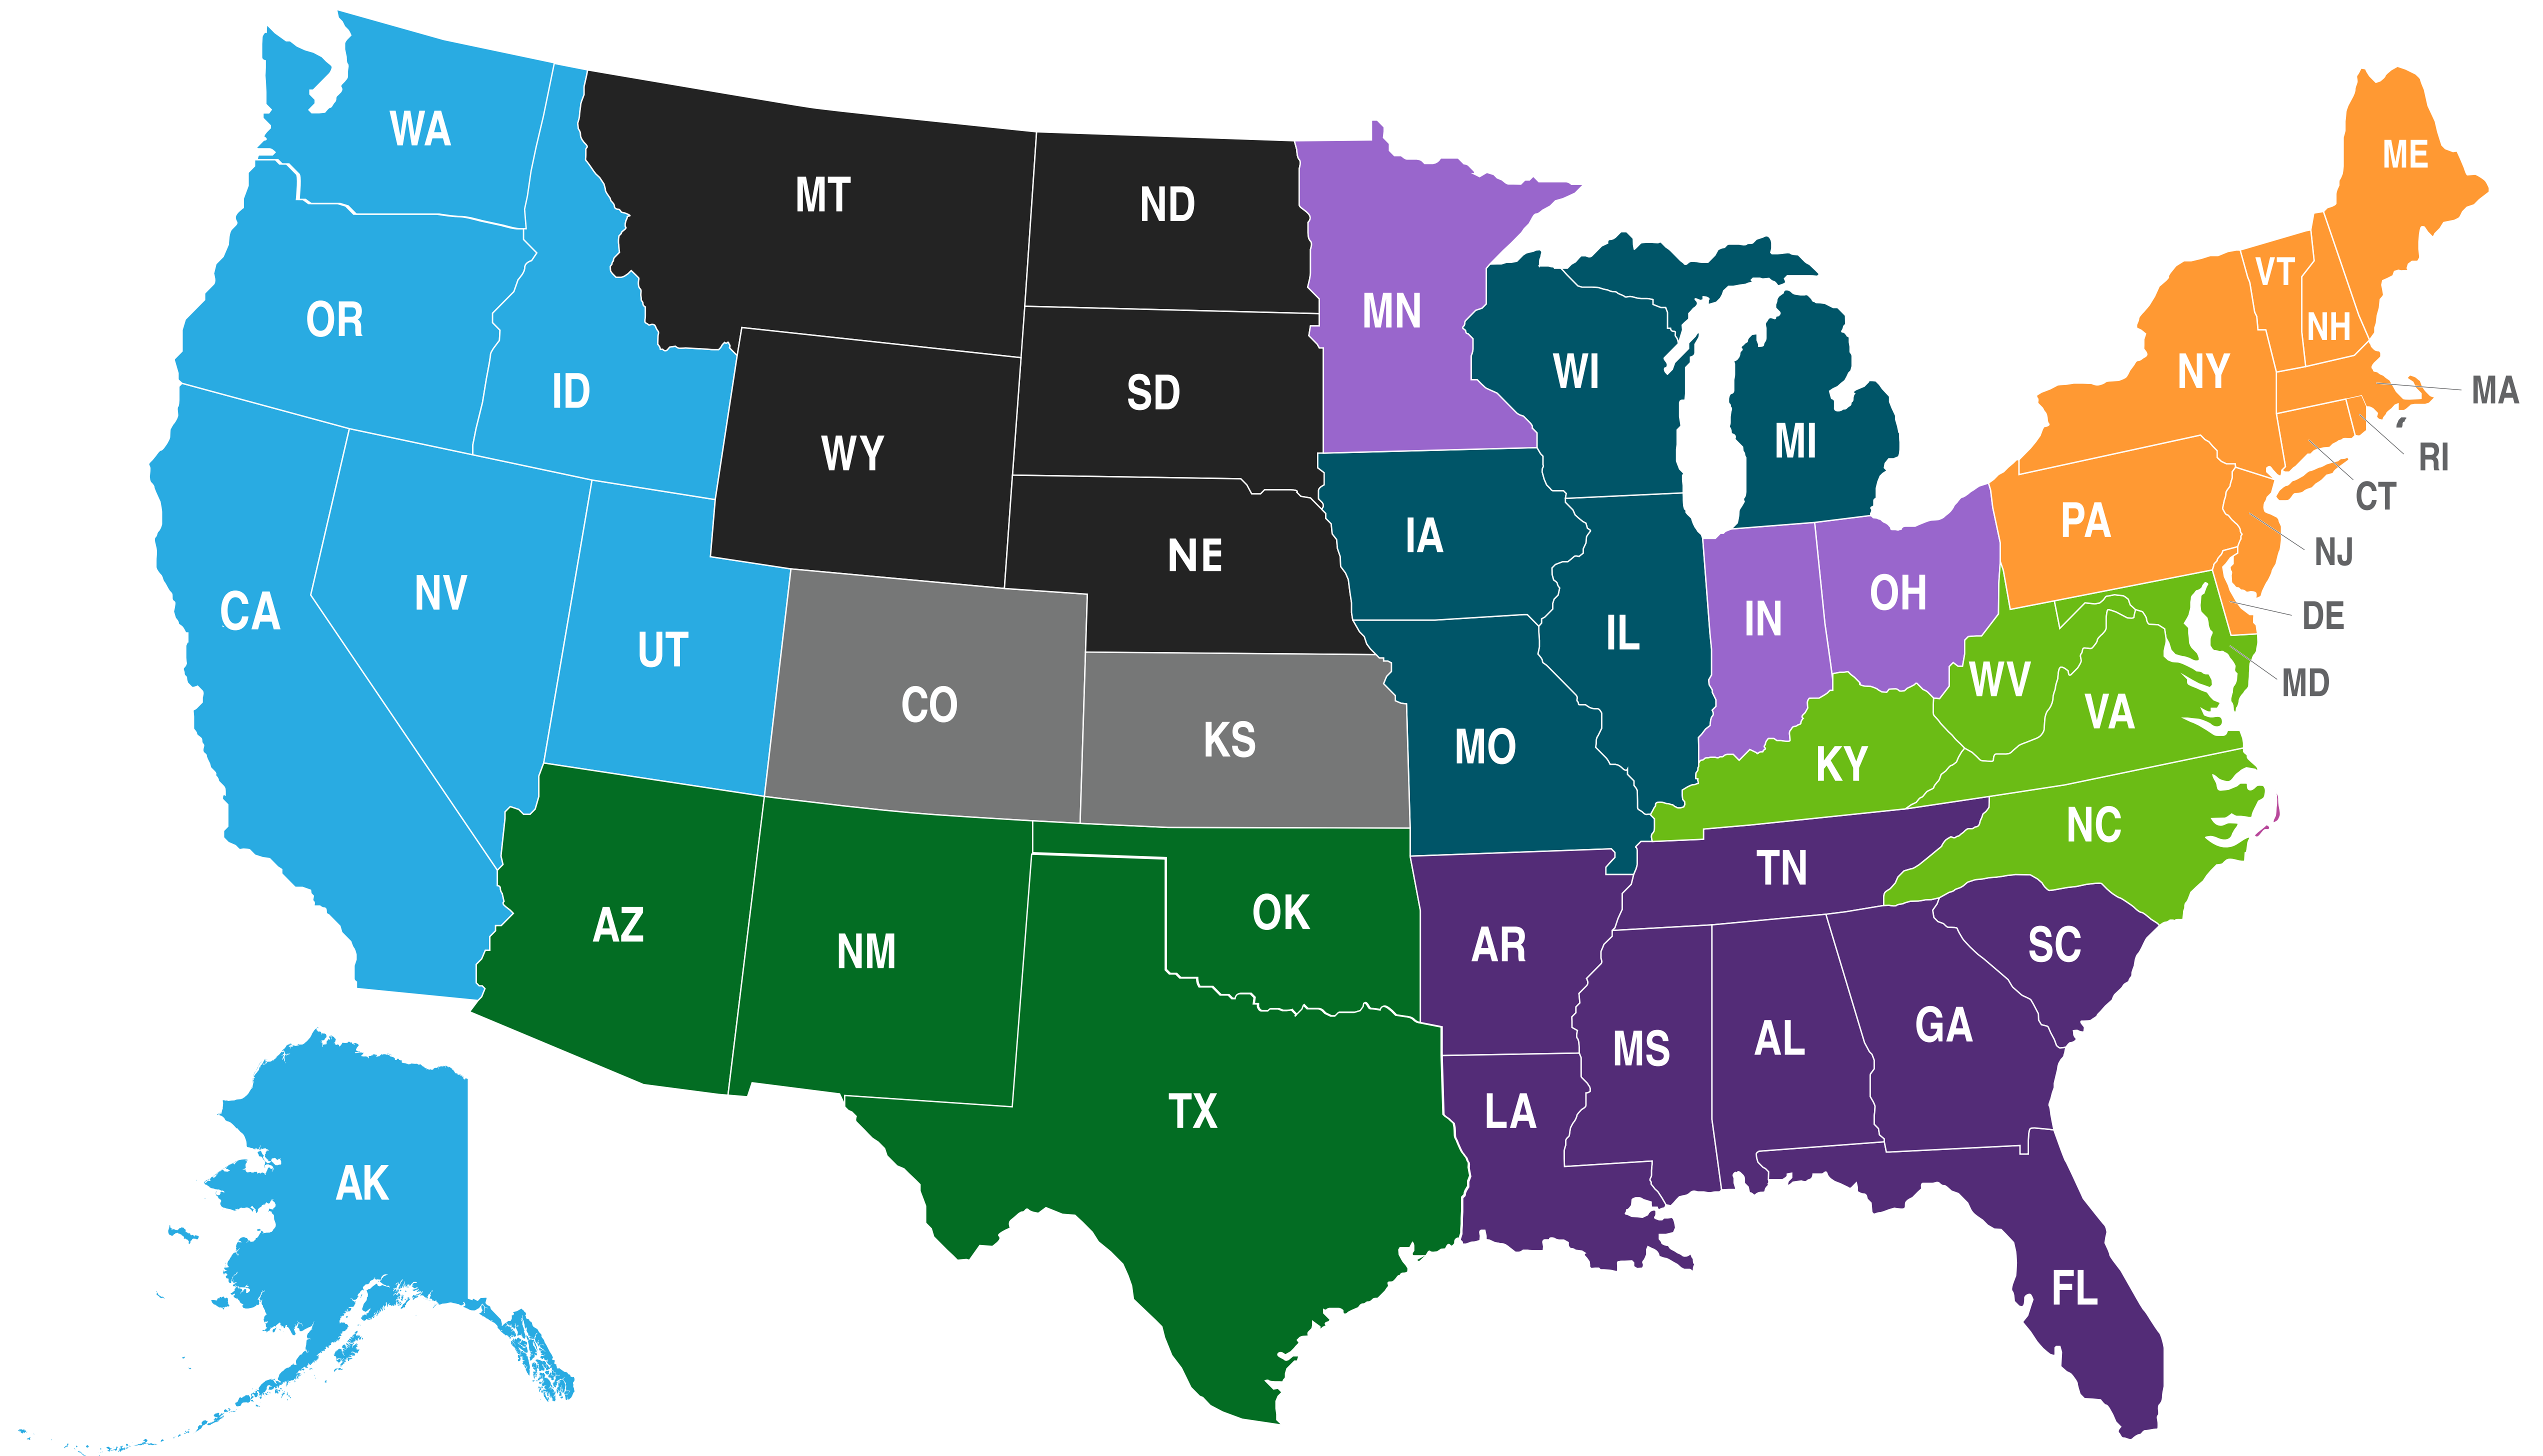 WA
MT
ND
ME
OR
ID
MN
VT
NH
WY
SD
WI
NY
MA
MI
RI
CT
NE
IA
PA
NJ
CA
NV
UT
IL
IN
OH
DE
CO
KS
MO
WV
MD
VA
KY
NC
AZ
NM
OK
AR
TN
SC
TX
LA
MS
AL
GA
AK
FL